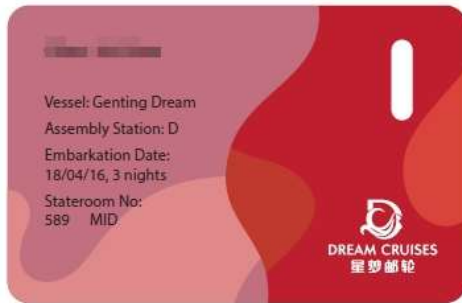 Vessel: Genting Dream
Assembly Station: D
Embarkation Date:
18/04/16, 3 nights
Stateroom No:
589 MID
DREAM CRUISES
星梦邮轮